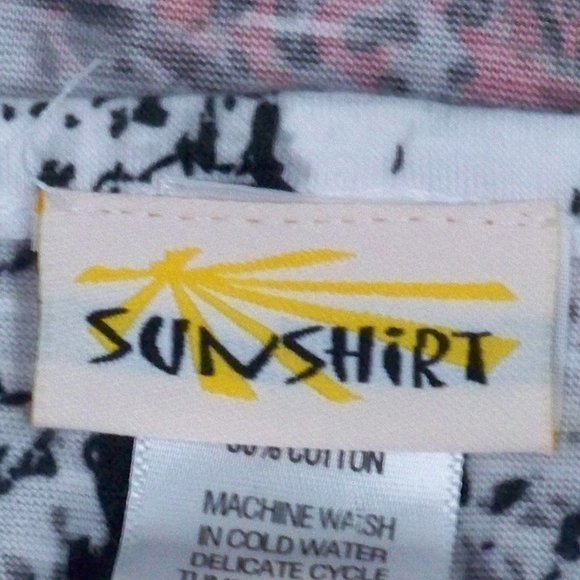 SUNSHiRT
COTTON
MACHINE WASH
IN COLD WATER
DELICATE CYCLE